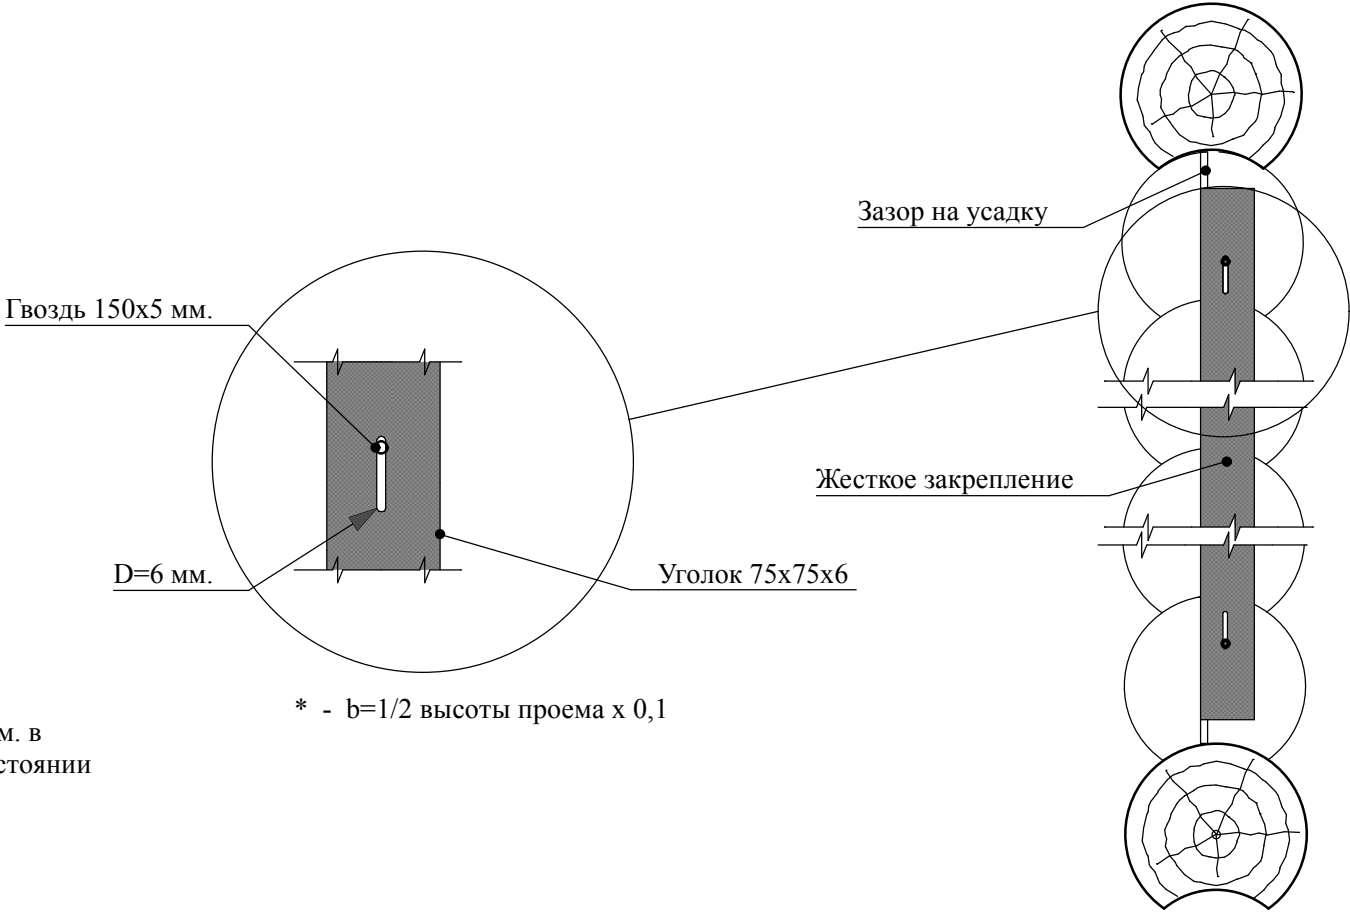 Зазор на усадку
Гвоздь 150х5 мм.
Жесткое закрепление
D=6 мм.
Уголок 75х75х6
* - b=1/2 высоты проема х 0,1
м. в
стоянии